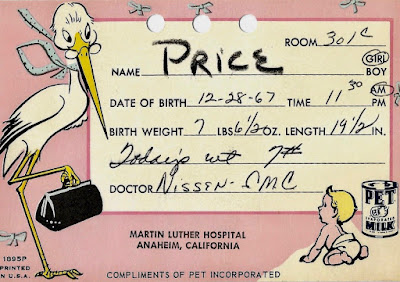 ROOM 301C
NAME PRICE
GIRL
BOY
DATE OF BIRTH 12-28-67 TIME 11 30 AM
PM
BIRTH WEIGHT 7 LBS 6 1/2 OZ. LENGTH 19 1/2 IN.
Today's wt 7#
DOCTOR NISSEN-SMC
MARTIN LUTHER HOSPITAL
ANAHEIM, CALIFORNIA
PET
EVAPORATED
MILK
1895P
PRINTED
IN U.S.A.
COMPLIMENTS OF PET INCORPORATED